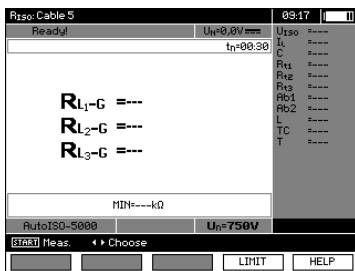 RISO: Cable 5 09:17
Ready! UN=0,0V
tn=00:30
RL1-G =---
RL2-G =---
RL3-G =---
MIN=---kΩ
UISO =---
IL =---
C =---
Rt1 =---
Rt2 =---
Rt3 =---
Ab1 =---
Ab2 =---
L =---
TC =---
T =---
AutoISO-5000 Un=750V
START Meas. Choose
LIMIT HELP